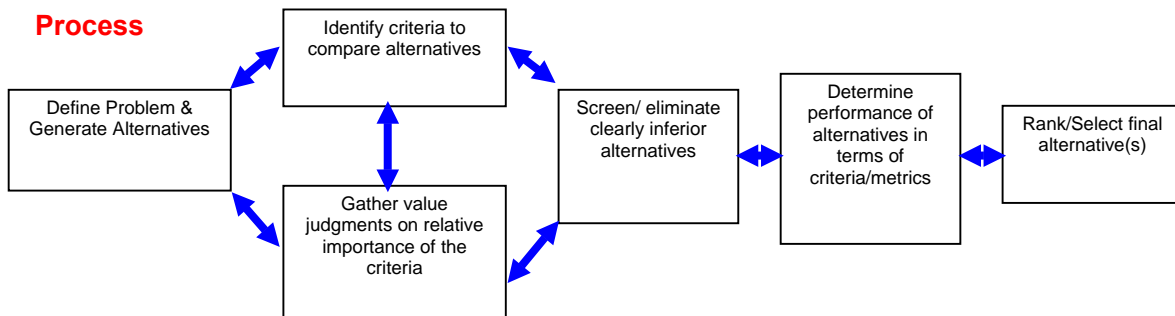 Process
Identify criteria to
compare alternatives
Define Problem &
Generate Alternatives
Gather value
judgments on relative
importance of the
criteria
Screen/ eliminate
clearly inferior
alternatives
Determine
performance of
alternatives in
terms of
criteria/metrics
Rank/Select final
alternative(s)